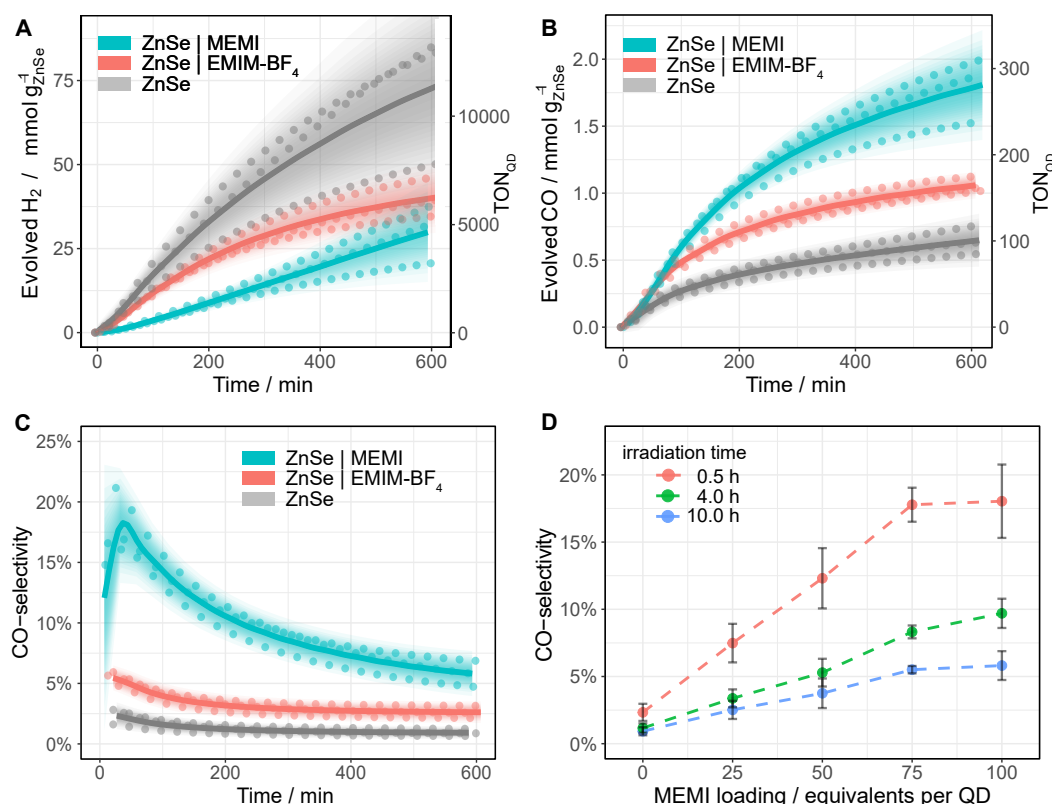 A
ZnSe | MEMI
ZnSe | EMIM-BF4
ZnSe
Evolved H2 / mmol g-1ZnSe
75
50
25
0
10000
5000
0
TONQD
0 200 400 600
Time / min
B
ZnSe | MEMI
ZnSe | EMIM-BF4
ZnSe
Evolved CO / mmol g-1ZnSe
2.0
1.5
1.0
0.5
0.0
300
200
100
0
TONQD
0 200 400 600
Time / min
C
ZnSe | MEMI
ZnSe | EMIM-BF4
ZnSe
CO−selectivity
25%
20%
15%
10%
5%
0%
0 200 400 600
Time / min
D
irradiation time
0.5 h
4.0 h
10.0 h
CO−selectivity
20%
15%
10%
5%
0%
0 25 50 75 100
MEMI loading / equivalents per QD